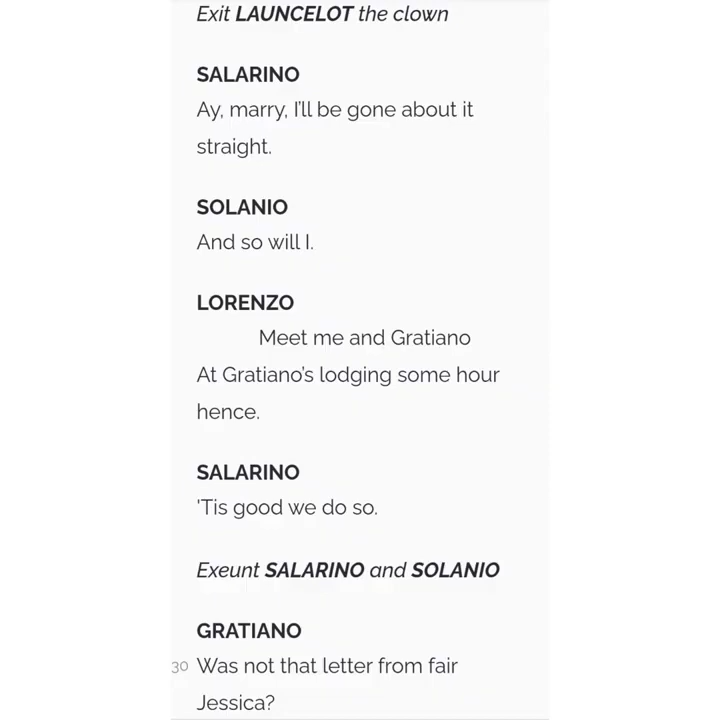 Exit LAUNCELOT the clown
SALARINO
Ay, marry, I’ll be gone about it
straight.
SOLANIO
And so will I.
LORENZO
Meet me and Gratiano
At Gratiano’s lodging some hour
hence.
SALARINO
'Tis good we do so.
Exeunt SALARINO and SOLANIO
GRATIANO
30 Was not that letter from fair
Jessica?